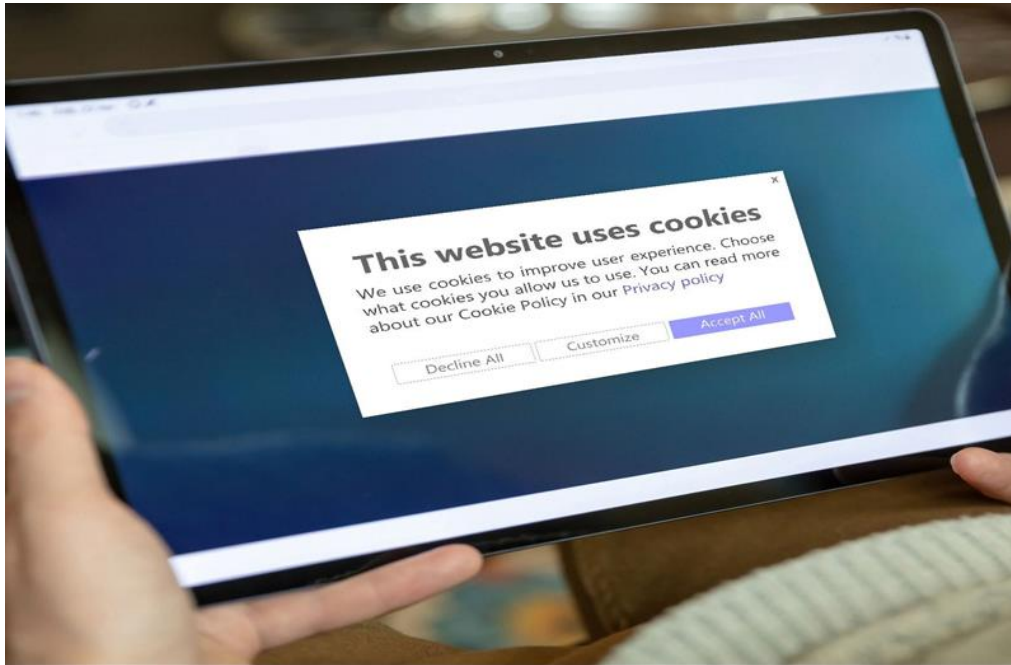 x
This website uses cookies
We use cookies to improve user experience. Choose
what cookies you allow us to use. You can read more
about our Cookie Policy in our Privacy policy
Decline All
Customize
Accept All